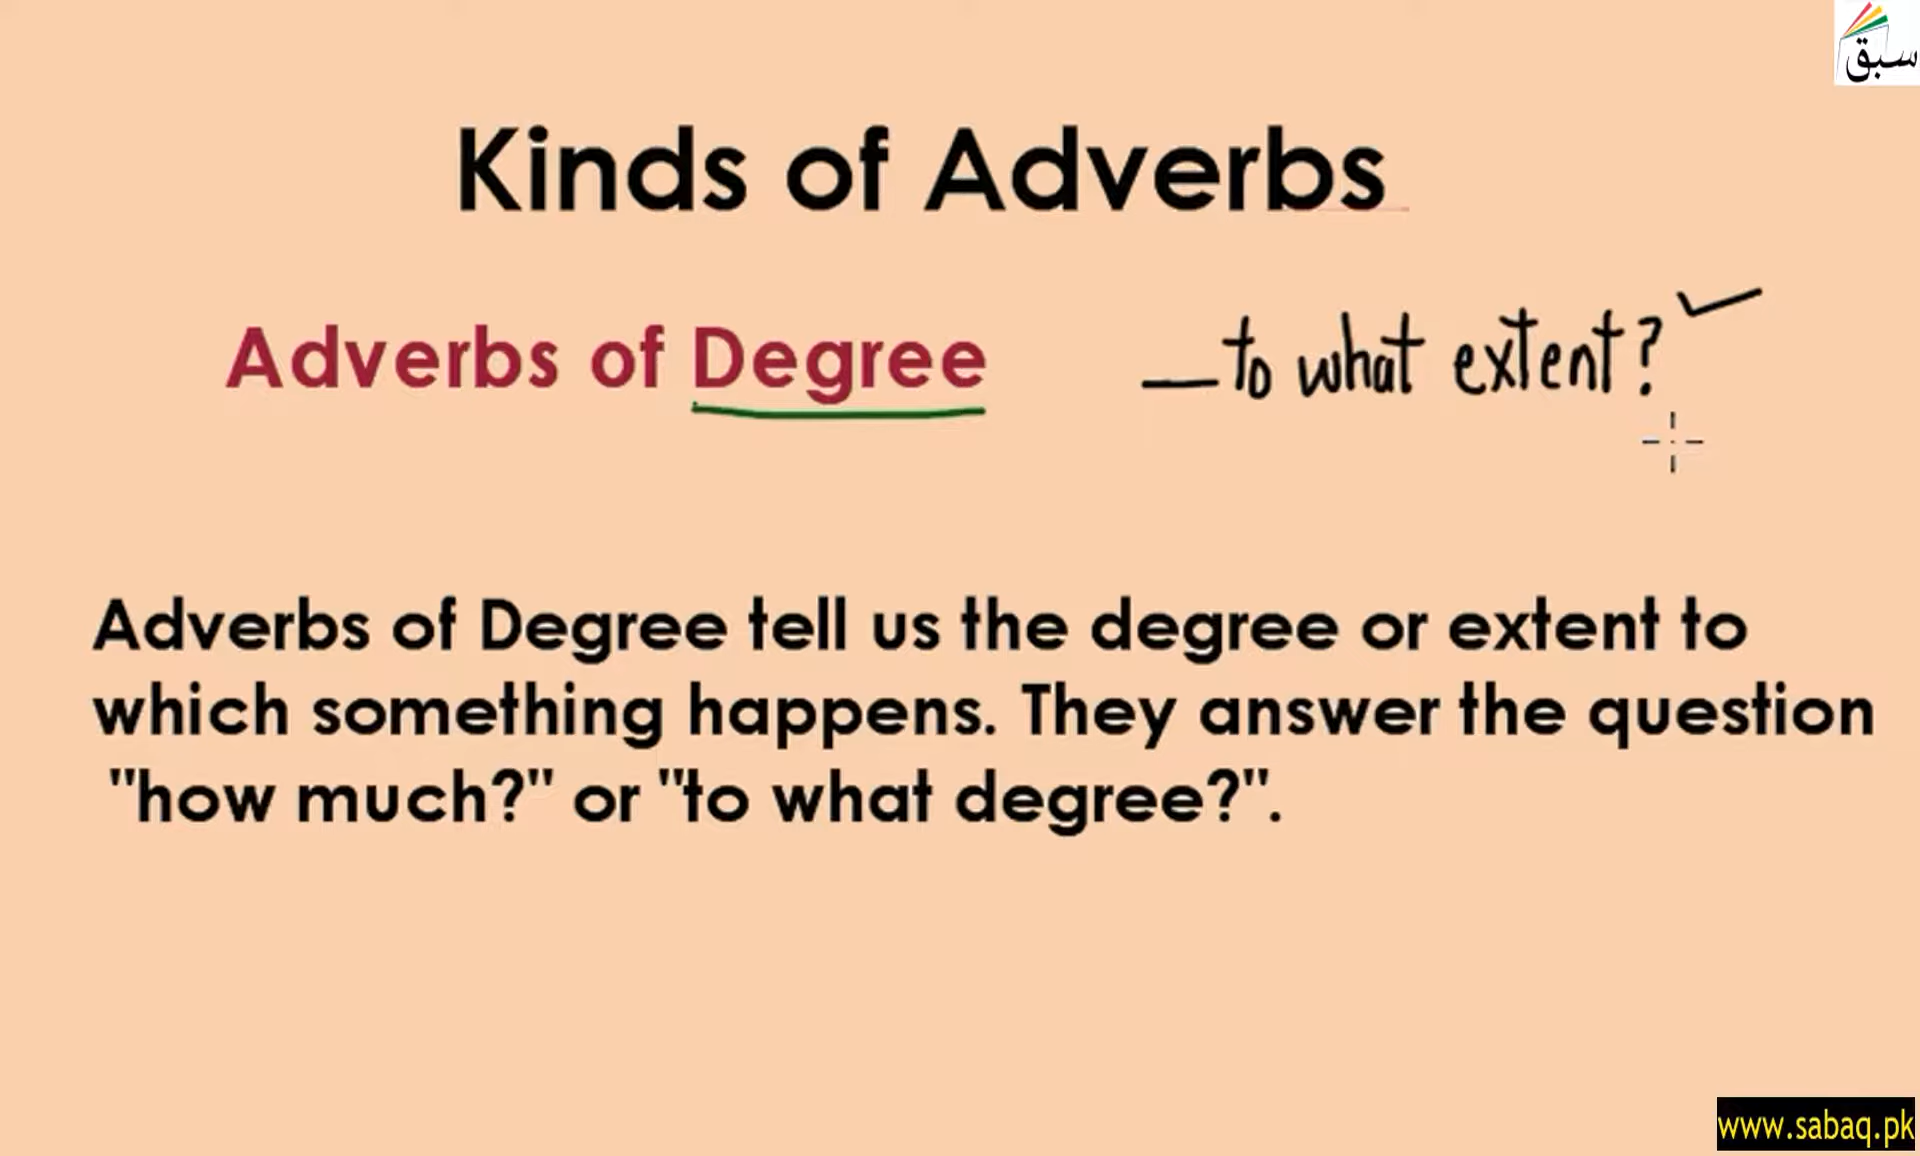 سبق
Kinds of Adverbs
Adverbs of Degree
to what extent?
Adverbs of Degree tell us the degree or extent to
which something happens. They answer the question
"how much?" or "to what degree?".
www.sabaq.pk